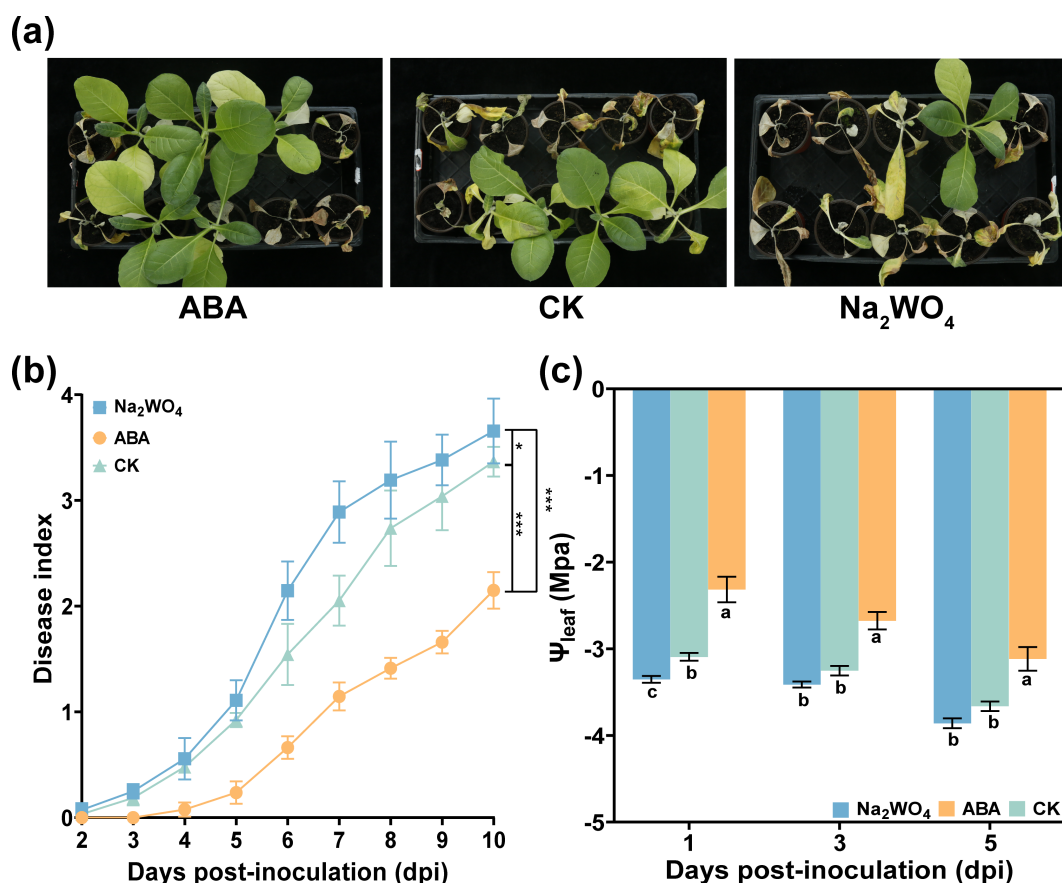 (a)
ABA
CK
Na₂WO₄
(b)
Disease index
4
3
2
1
0
Na₂WO₄
ABA
CK
*
***
***
2 3 4 5 6 7 8 9 10
Days post-inoculation (dpi)
(c)
Ψleaf (Mpa)
0
-1
-2
-3
-4
-5
c b a
b b a
b b a
Na₂WO₄ ABA CK
1 3 5
Days post-inoculation (dpi)